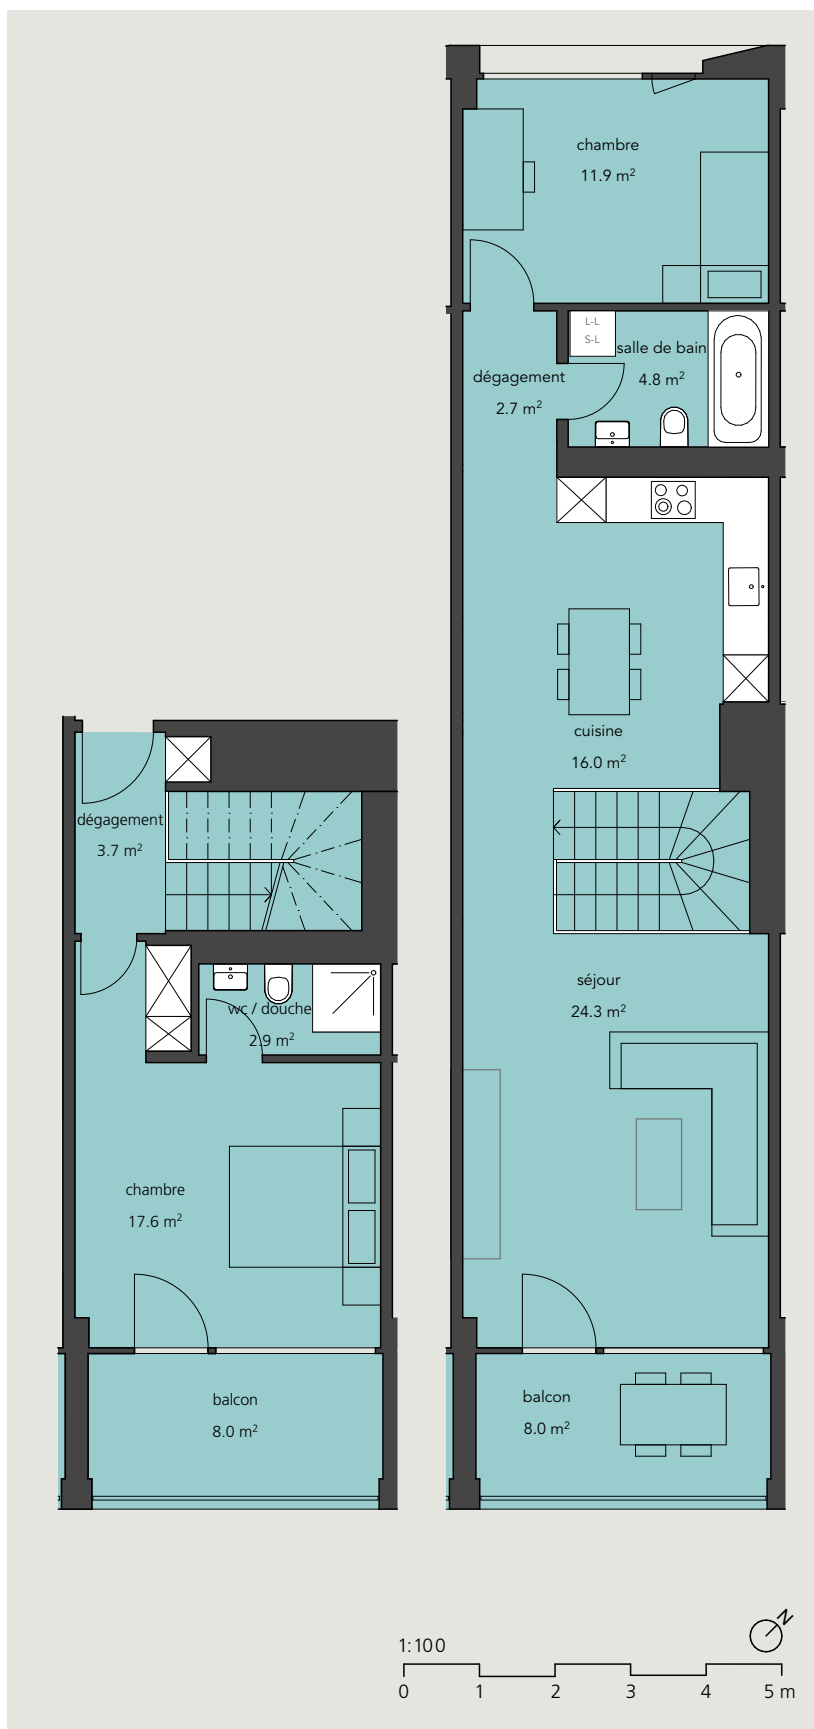 chambre
11.9 m²
L-L
S-L
salle de bain
4.8 m²
dégagement
2.7 m²
cuisine
16.0 m²
dégagement
3.7 m²
séjour
24.3 m²
wc / douche
2.9 m²
chambre
17.6 m²
balcon
8.0 m²
balcon
8.0 m²
N
1:100
0 1 2 3 4 5 m